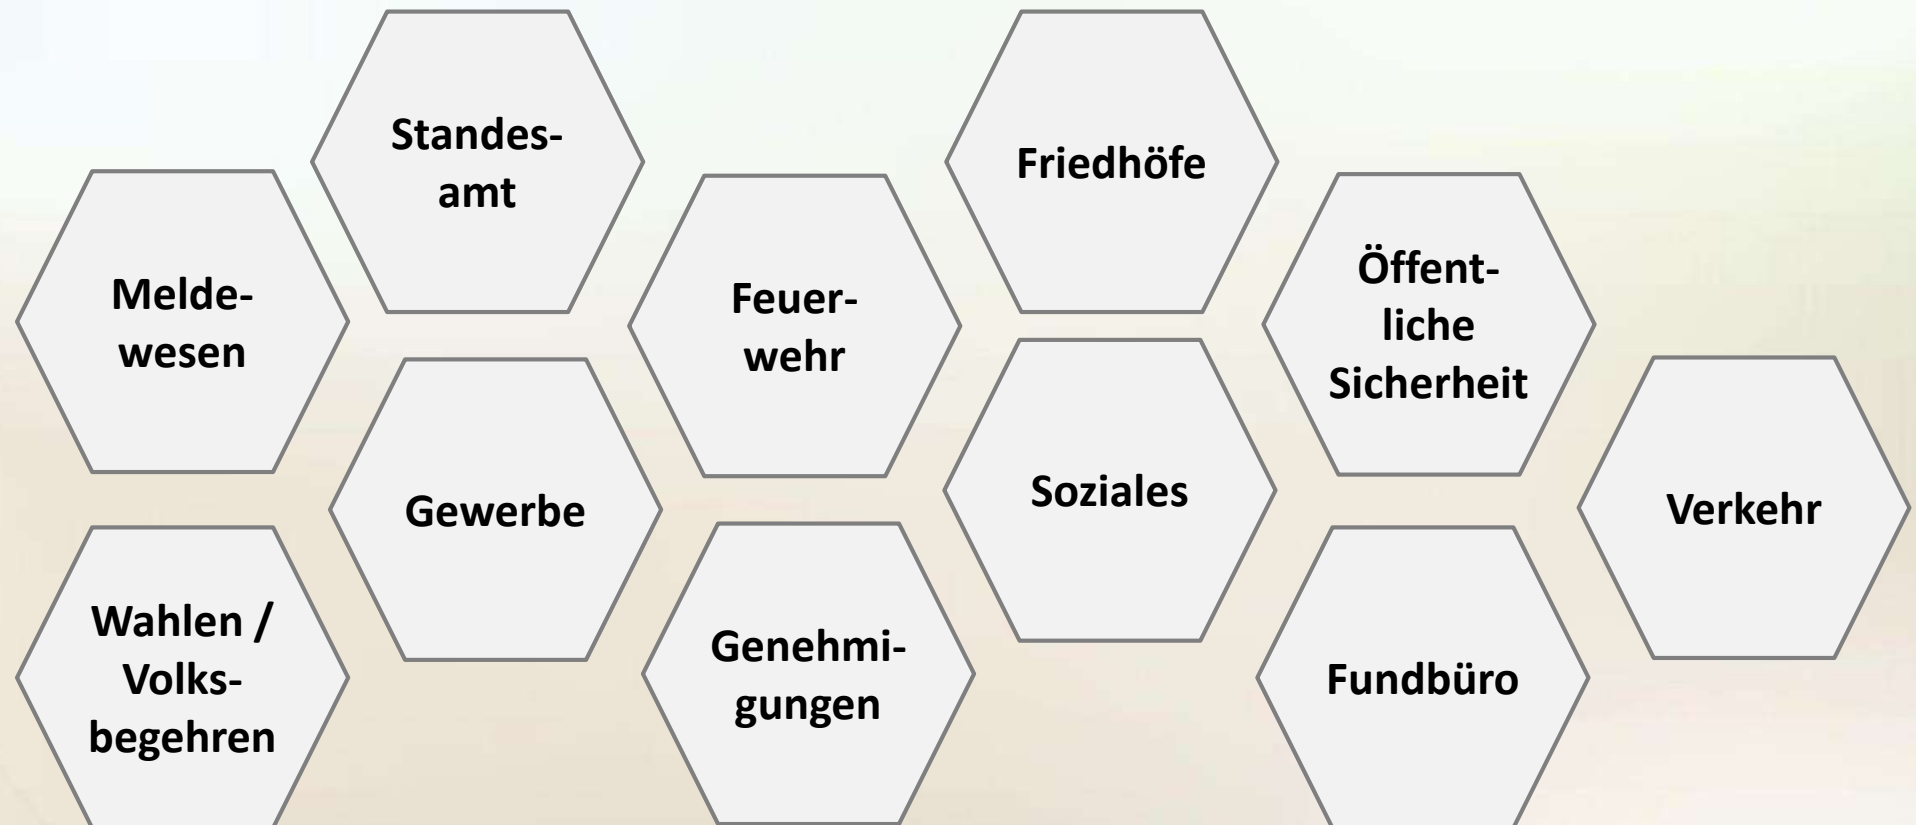 Standes-
amt
Friedhöfe
Melde-
wesen
Feuer-
wehr
Öffent-
liche
Sicherheit
Gewerbe
Soziales
Verkehr
Wahlen /
Volks-
begehren
Genehmi-
gungen
Fundbüro